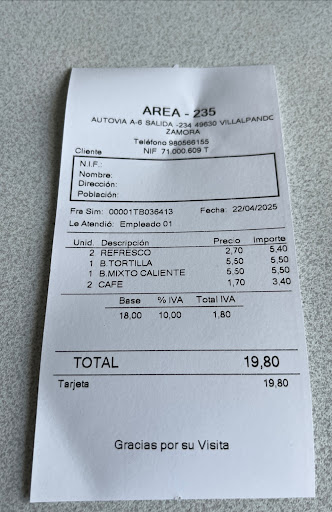 AREA - 235
AUTOVIA A-6 SALIDA -234 49630 VILLALPANDC
ZAMORA
Teléfono 980566155
Cliente NIF 71.000.609 T
N.I.F.:
Nombre:
Dirección:
Población:
Fra Sim: 00001TB036413 Fecha: 22/04/2025
Le Atendió: Empleado 01
Unid. Descripción Precio Importe
2 REFRESCO 2,70 5,40
1 B.TORTILLA 5,50 5,50
1 B.MIXTO CALIENTE 5,50 5,50
2 CAFE 1,70 3,40
Base % IVA Total IVA
18,00 10,00 1,80
TOTAL 19,80
Tarjeta 19,80
Gracias por su Visita